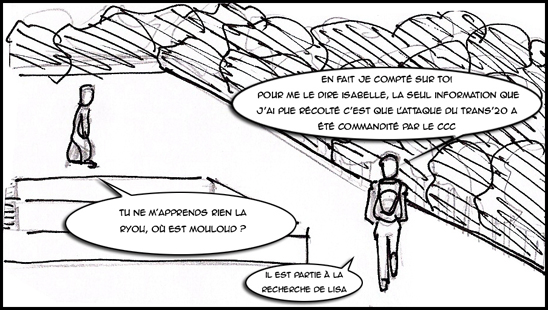 EN FAIT JE COMPTÉ SUR TOI
POUR ME LE DIRE ISABELLE, LA SEUL INFORMATION QUE
J'AI PUE RÉCOLTÉ C'EST QUE L'ATTAQUE DU TRANS'20 A
ÉTÉ COMMANDITÉ PAR LE CCC
TU NE M'APPRENDS RIEN LA
RYOU, OÙ EST MOULOUD ?
IL EST PARTIE À LA
RECHERCHE DE LISA